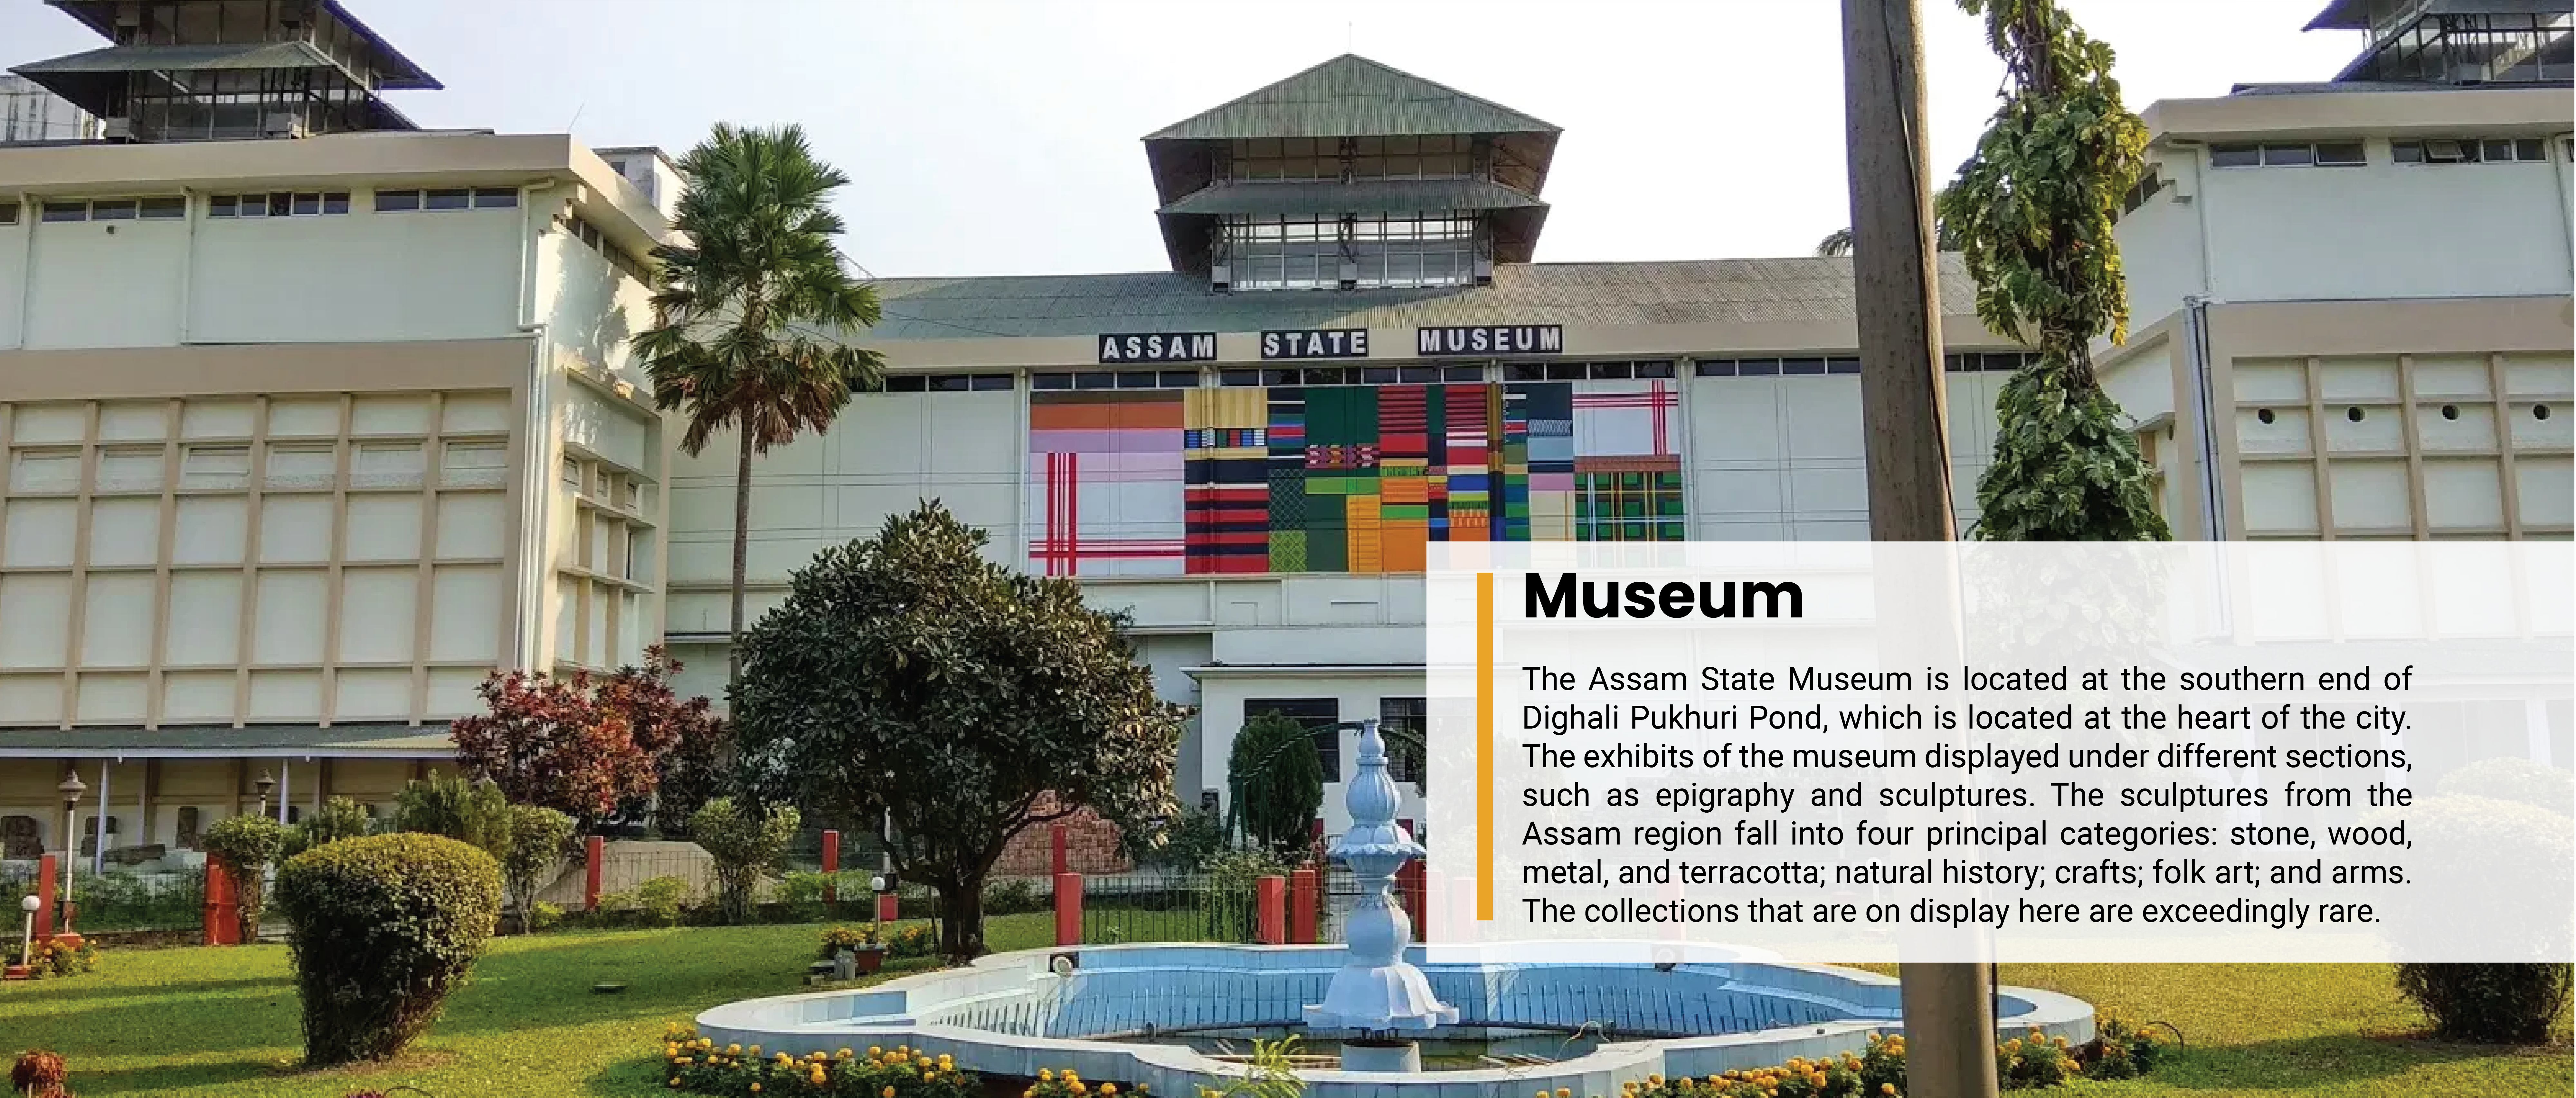 ASSAM STATE MUSEUM
Museum
The Assam State Museum is located at the southern end of
Dighali Pukhuri Pond, which is located at the heart of the city.
The exhibits of the museum displayed under different sections,
such as epigraphy and sculptures. The sculptures from the
Assam region fall into four principal categories: stone, wood,
metal, and terracotta; natural history; crafts; folk art; and arms.
The collections that are on display here are exceedingly rare.